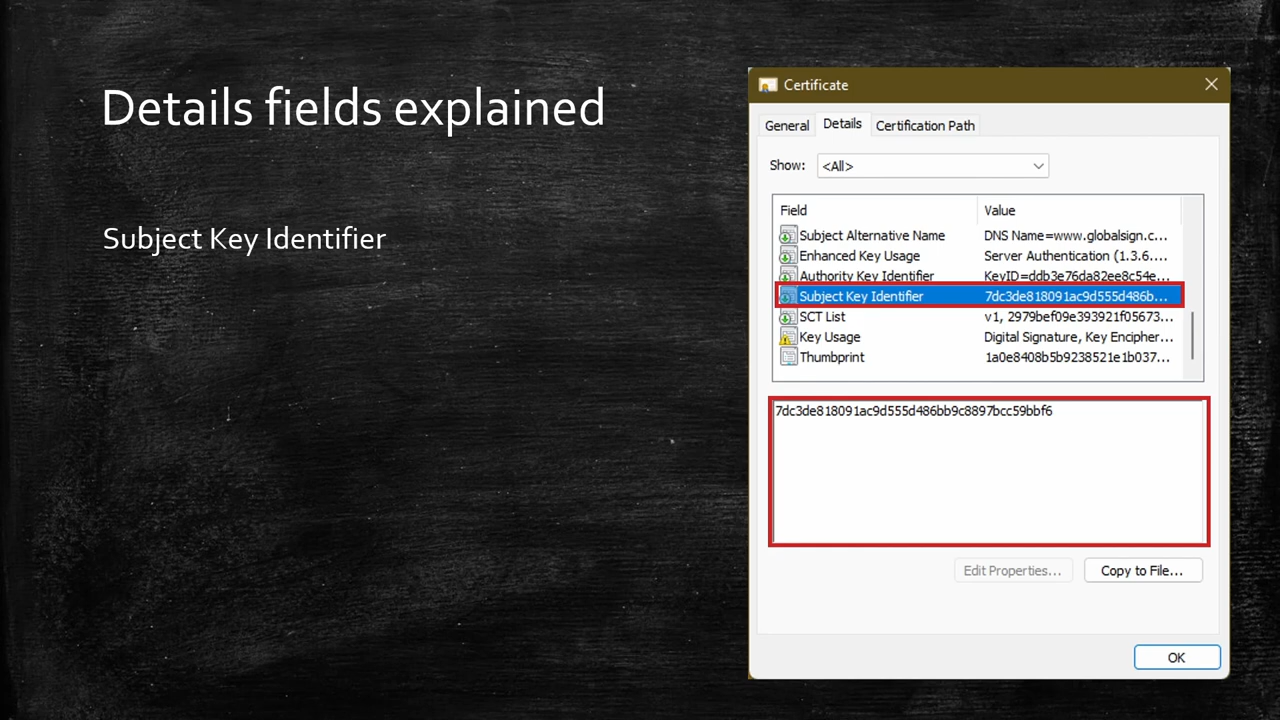 Details fields explained
Subject Key Identifier
Certificate
General Details Certification Path
Show: <All>
Field Value
Subject Alternative Name DNS Name=www.globalsign.c...
Enhanced Key Usage Server Authentication (1.3.6....
Authority Key Identifier KeyID=ddb3e76da82ee8c54e...
Subject Key Identifier 7dc3de818091ac9d555d486b...
SCT List v1, 2979bef09e393921f05673...
Key Usage Digital Signature, Key Encipher...
Thumbprint 1a0e8408b5b9238521e1b037...
7dc3de818091ac9d555d486bb9c8897bcc59bbf6
Edit Properties... Copy to File...
OK